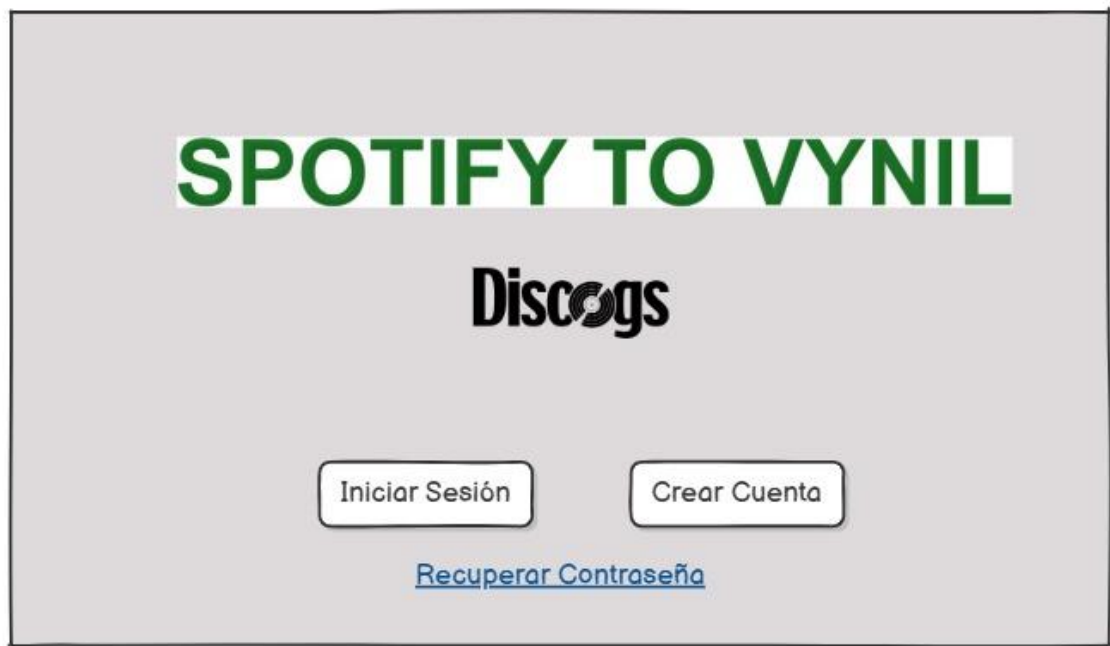 SPOTIFY TO VYNIL
Discogs
Iniciar Sesión
Crear Cuenta
Recuperar Contraseña